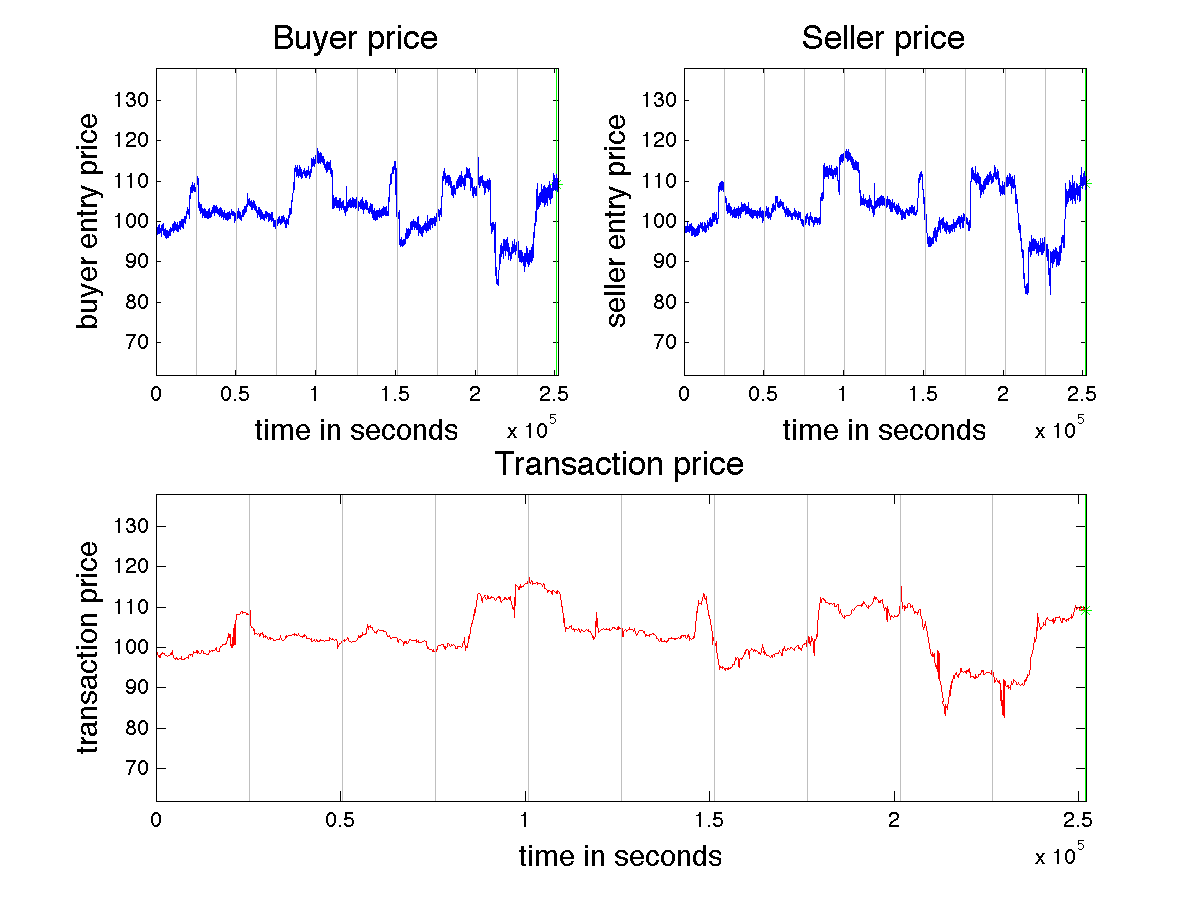 Buyer price
Seller price
buyer entry price
130
120
110
100
90
80
70
0 0.5 1 1.5 2 2.5
x 10^5
time in seconds
seller entry price
130
120
110
100
90
80
70
0 0.5 1 1.5 2 2.5
x 10^5
time in seconds
Transaction price
transaction price
130
120
110
100
90
80
70
0 0.5 1 1.5 2 2.5
x 10^5
time in seconds